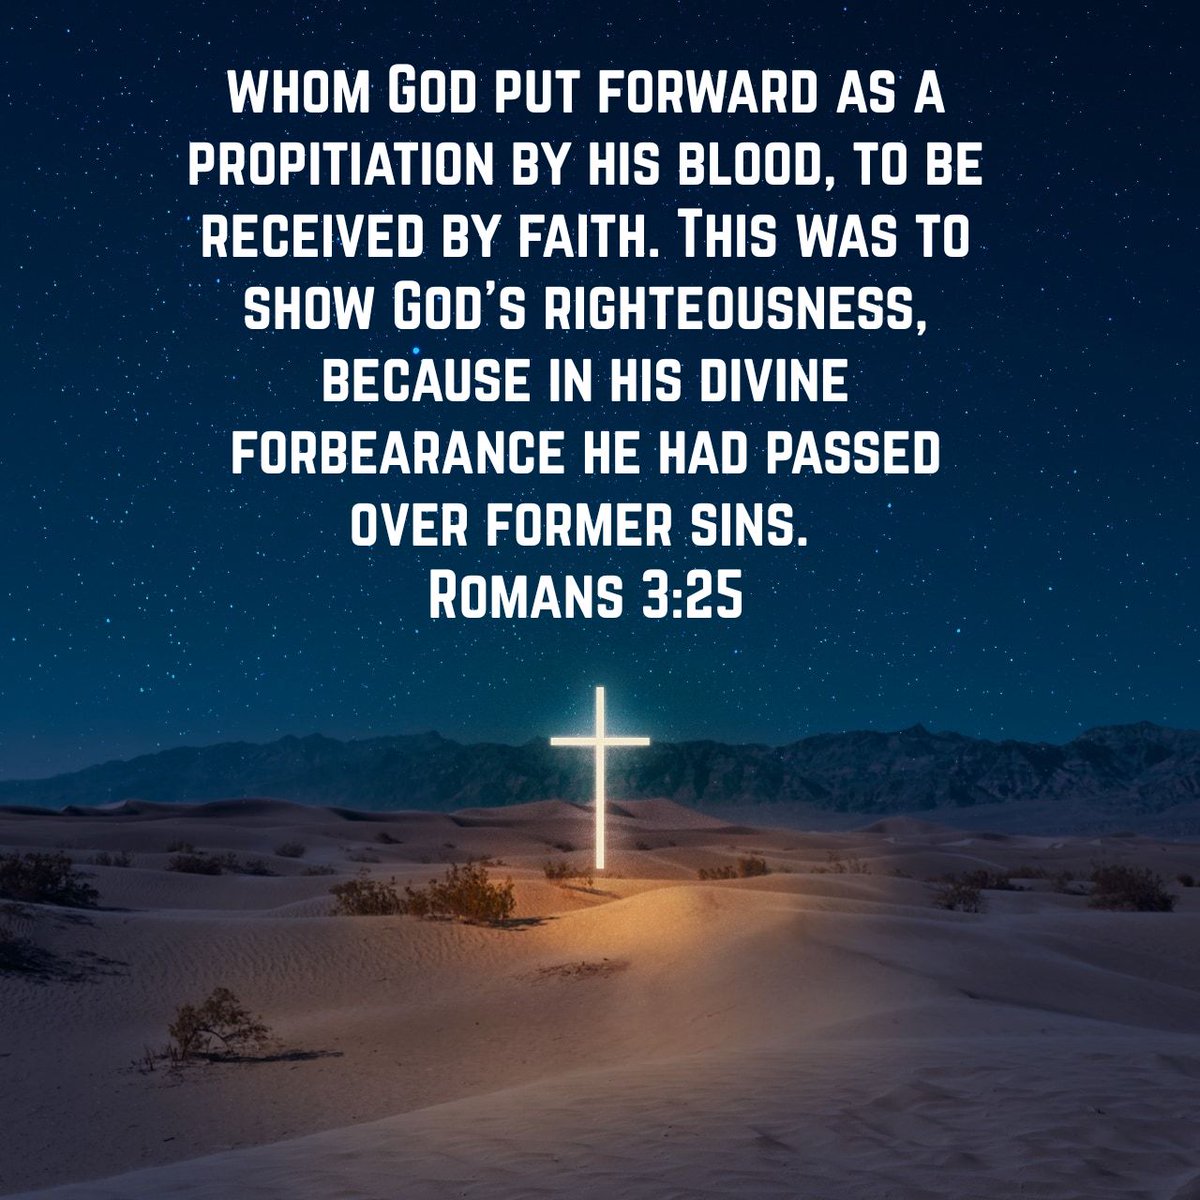 whom God put forward as a
propitiation by his blood, to be
received by faith. This was to
show God’s righteousness,
because in his divine
forbearance he had passed
over former sins.
Romans 3:25